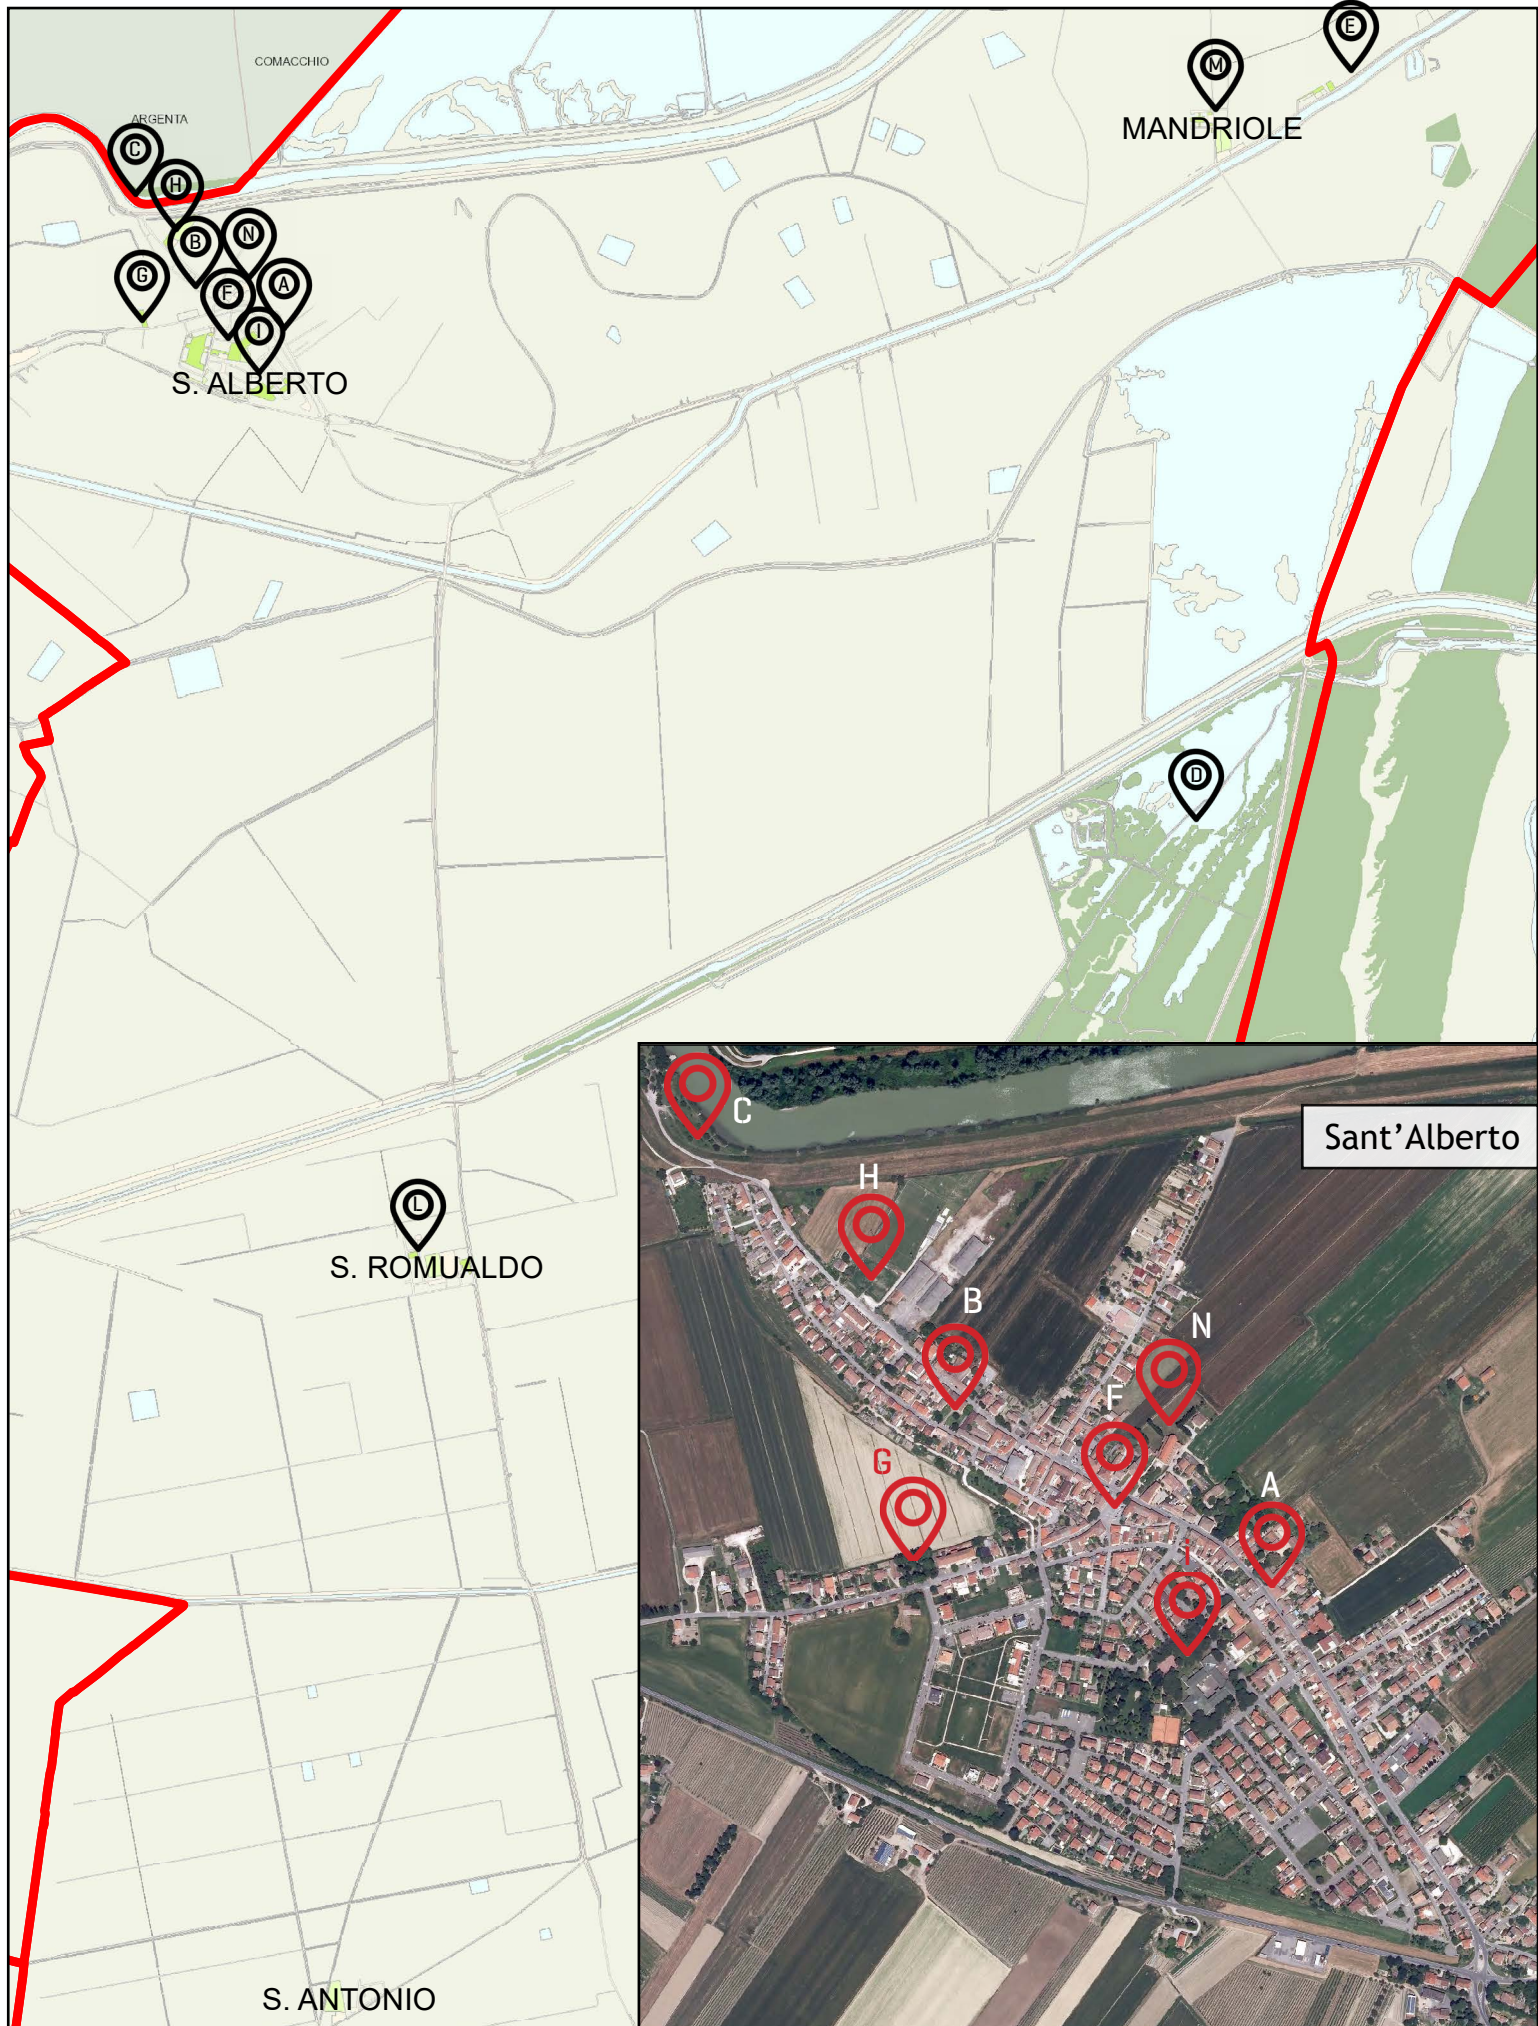 COMACCHIO
E
M
ARGENTA
MANDRIOLE
C
H
B
N
G
F
A
I
S. ALBERTO
D
C
Sant'Alberto
H
L
S. ROMUALDO
B
N
F
G
A
i
S. ANTONIO